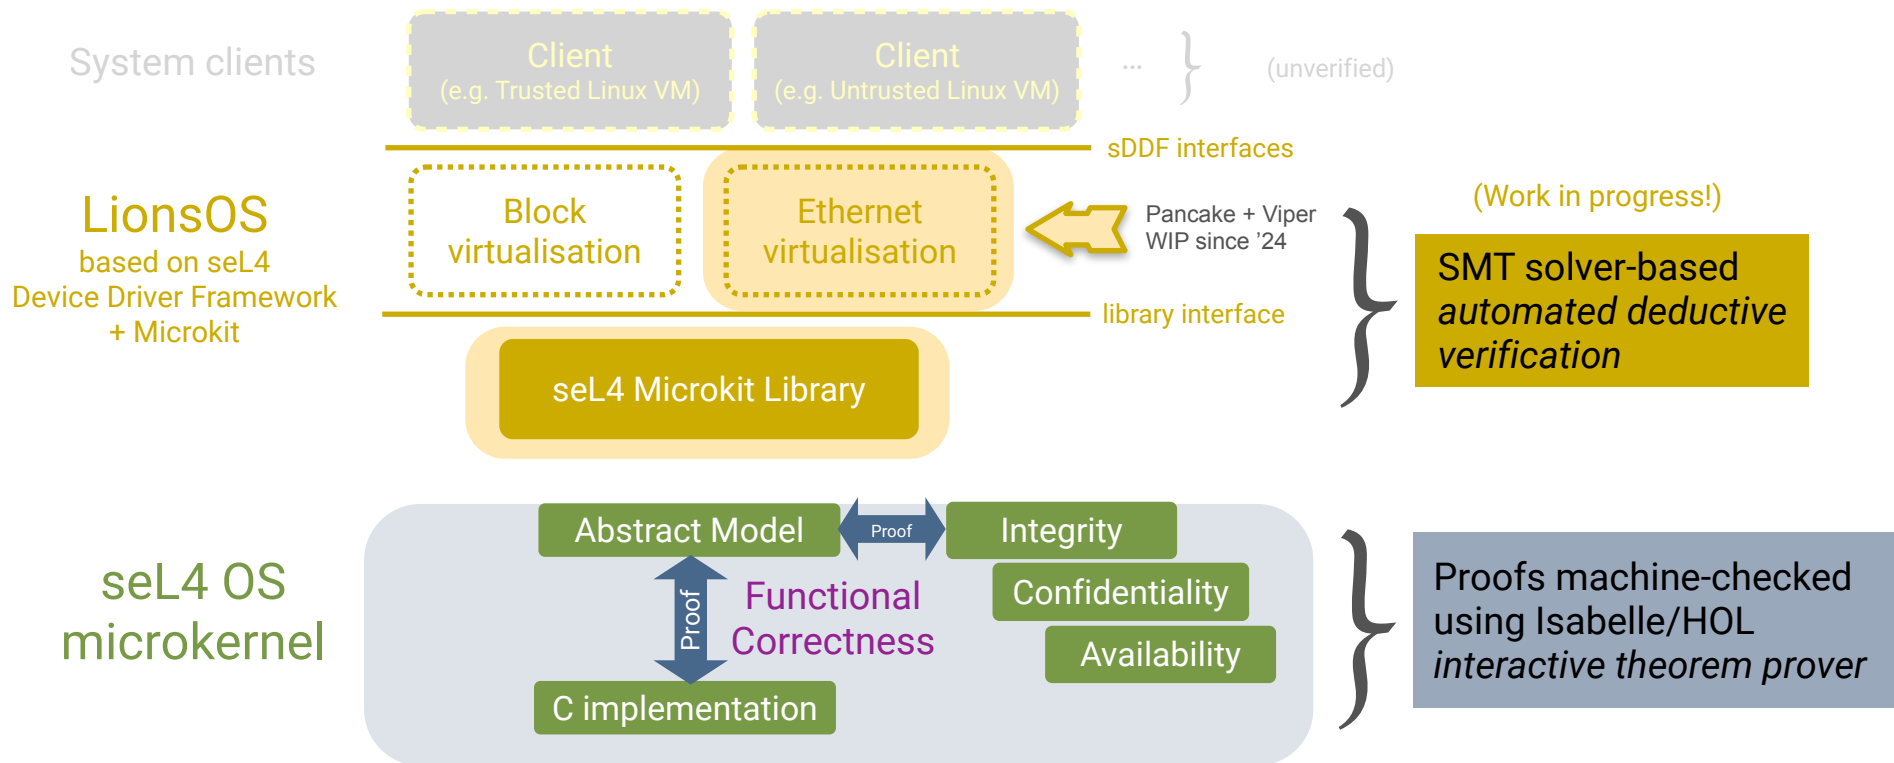 System clients
Client
(e.g. Trusted Linux VM)
Client
(e.g. Untrusted Linux VM)
...
(unverified)
sDDF interfaces
LionsOS
based on seL4
Device Driver Framework
+ Microkit
Block
virtualisation
Ethernet
virtualisation
Pancake + Viper
WIP since ’24
(Work in progress!)
SMT solver-based
automated deductive
verification
library interface
seL4 Microkit Library
seL4 OS
microkernel
Abstract Model
Proof
Integrity
Proof
Functional
Correctness
Confidentiality
Availability
C implementation
Proofs machine-checked
using Isabelle/HOL
interactive theorem prover